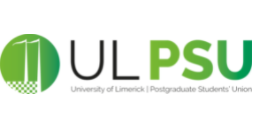 UL PSU
University of Limerick | Postgraduate Students' Union